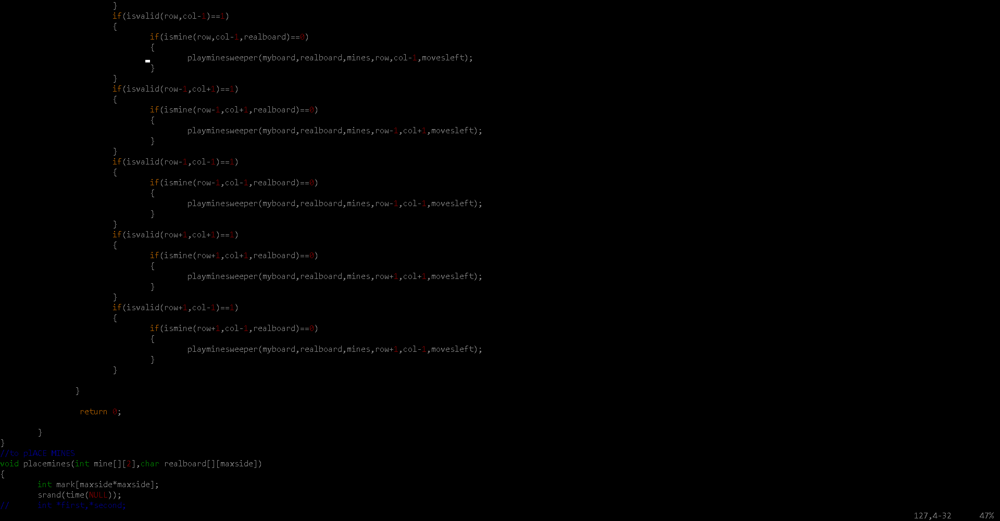 }
if(isvalid(row,col-1)==1)
{
if(ismine(row,col-1,realboard)==0)
{
playminesweeper(myboard,realboard,mines,row,col-1,movesleft);
}
}
if(isvalid(row-1,col+1)==1)
{
if(ismine(row-1,col+1,realboard)==0)
{
playminesweeper(myboard,realboard,mines,row-1,col+1,movesleft);
}
}
if(isvalid(row-1,col-1)==1)
{
if(ismine(row-1,col-1,realboard)==0)
{
playminesweeper(myboard,realboard,mines,row-1,col-1,movesleft);
}
}
if(isvalid(row+1,col+1)==1)
{
if(ismine(row+1,col+1,realboard)==0)
{
playminesweeper(myboard,realboard,mines,row+1,col+1,movesleft);
}
}
if(isvalid(row+1,col-1)==1)
{
if(ismine(row+1,col-1,realboard)==0)
{
playminesweeper(myboard,realboard,mines,row+1,col-1,movesleft);
}
}
}
return 0;
}
}
//to plACE MINES
void placemines(int mine[][2],char realboard[][maxside])
{
int mark[maxside*maxside];
srand(time(NULL));
// int *first,*second;
127,4-32 47%